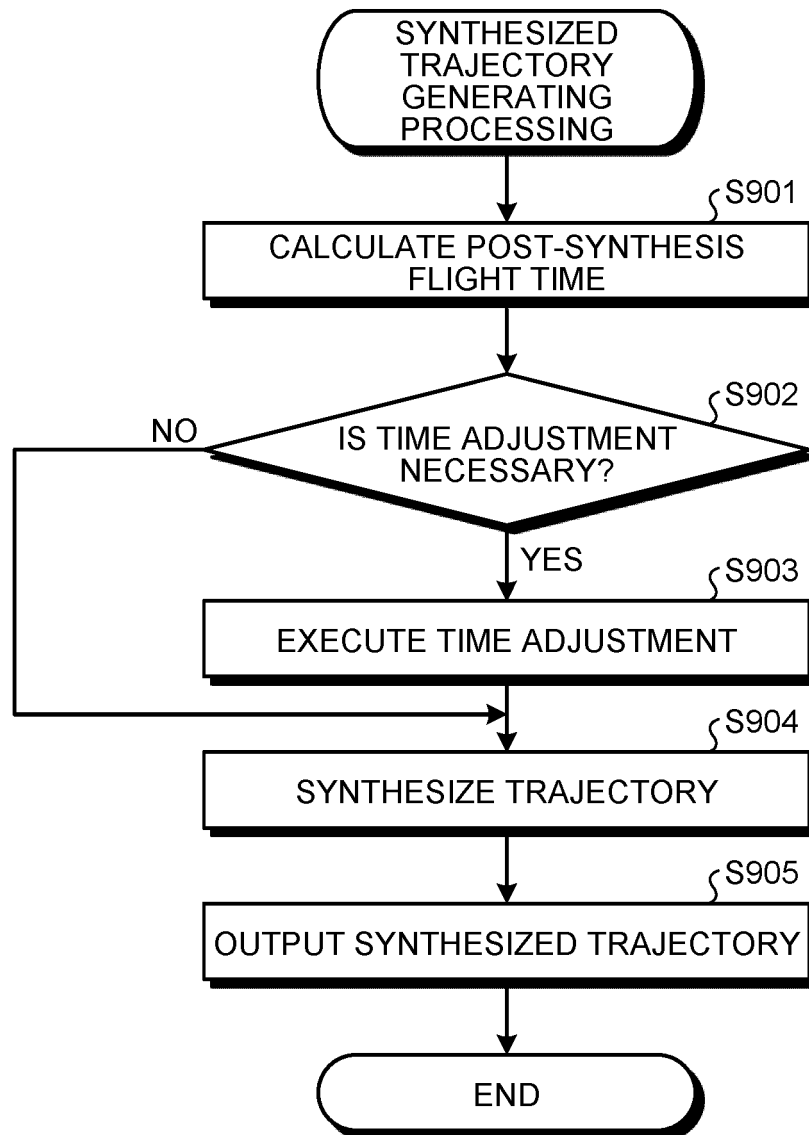 SYNTHESIZED
TRAJECTORY
GENERATING
PROCESSING
S901
CALCULATE POST-SYNTHESIS
FLIGHT TIME
S902
NO
IS TIME ADJUSTMENT
NECESSARY?
YES
S903
EXECUTE TIME ADJUSTMENT
S904
SYNTHESIZE TRAJECTORY
S905
OUTPUT SYNTHESIZED TRAJECTORY
END